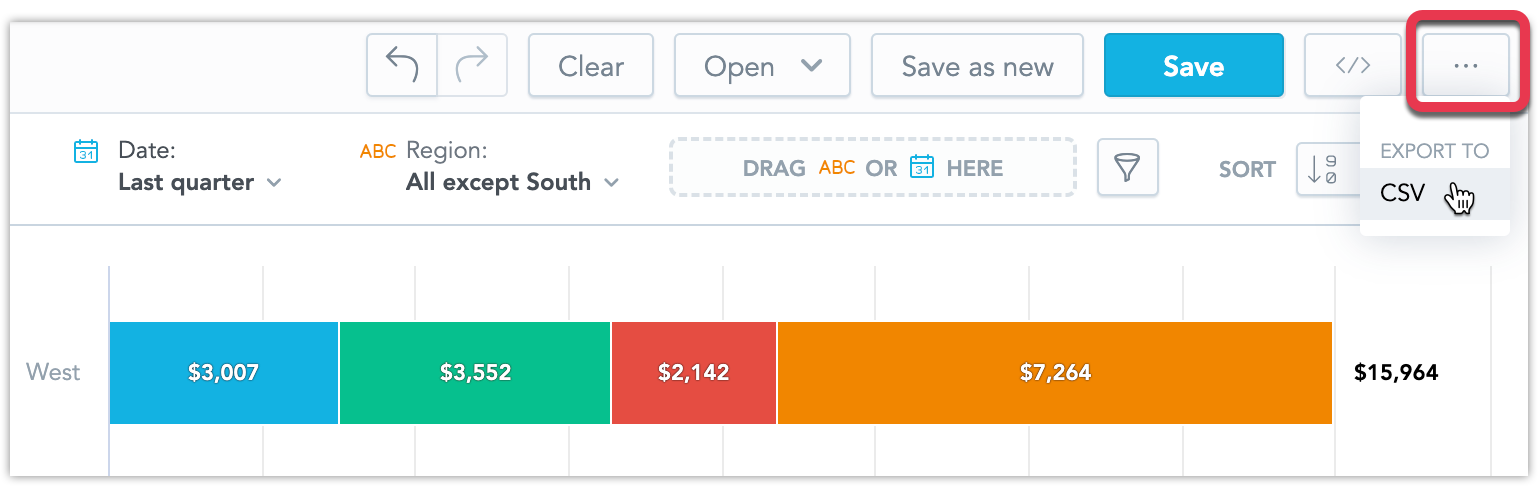 Clear Open Save as new Save </> ...
EXPORT TO
CSV
31 Date:
Last quarter
ABC Region:
All except South
DRAG ABC OR 31 HERE
SORT 9
0
West $3,007 $3,552 $2,142 $7,264 $15,964